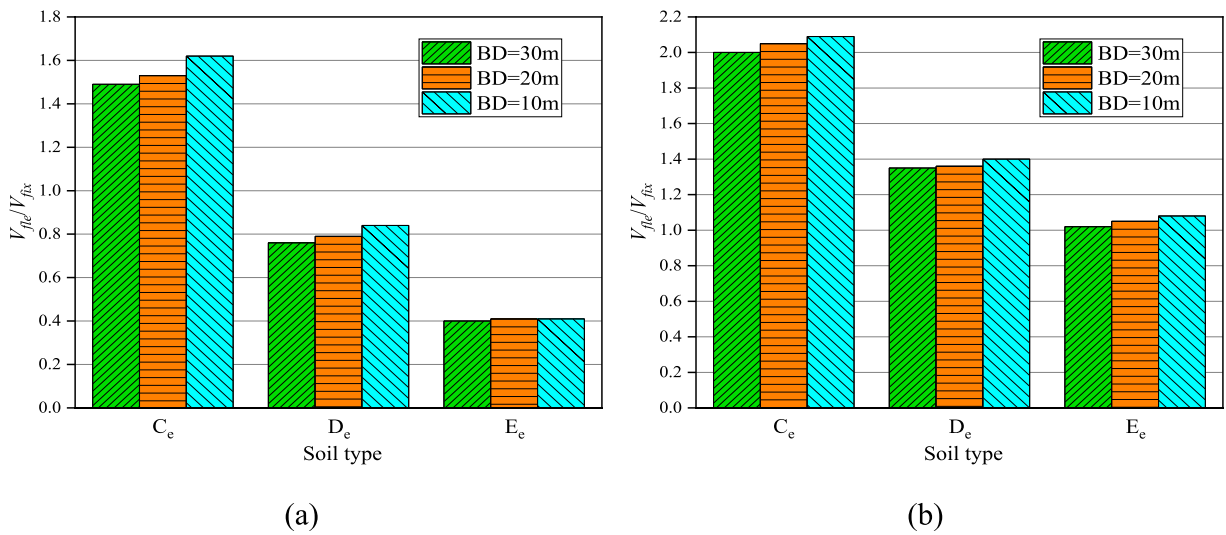 1.8
1.6
1.4
1.2
1.0
0.8
0.6
0.4
0.2
0.0
V_fle/V_fix
BD=30m
BD=20m
BD=10m
C_e D_e E_e
Soil type
(a)
2.2
2.0
1.8
1.6
1.4
1.2
1.0
0.8
0.6
0.4
0.2
0.0
V_fle/V_fix
BD=30m
BD=20m
BD=10m
C_e D_e E_e
Soil type
(b)